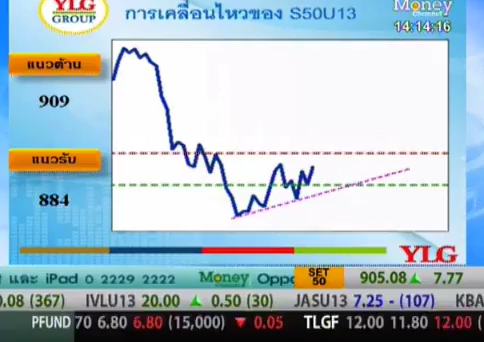 YLG
GROUP
การเคลื่อนไหวของ S50U13
Money
Channel
14:14:16
แนวต้าน
909
แนวรับ
884
YLG
และ iPad 0 2229 2222 Money Oppo SET 50 905.08 ▲ 7.77
0.08 (367) IVLU13 20.00 ▲ 0.50 (30) JASU13 7.25 - (107) KBA
PFUND 70 6.80 6.80 (15,000) ▼ 0.05 TLGF 12.00 11.80 12.00 (